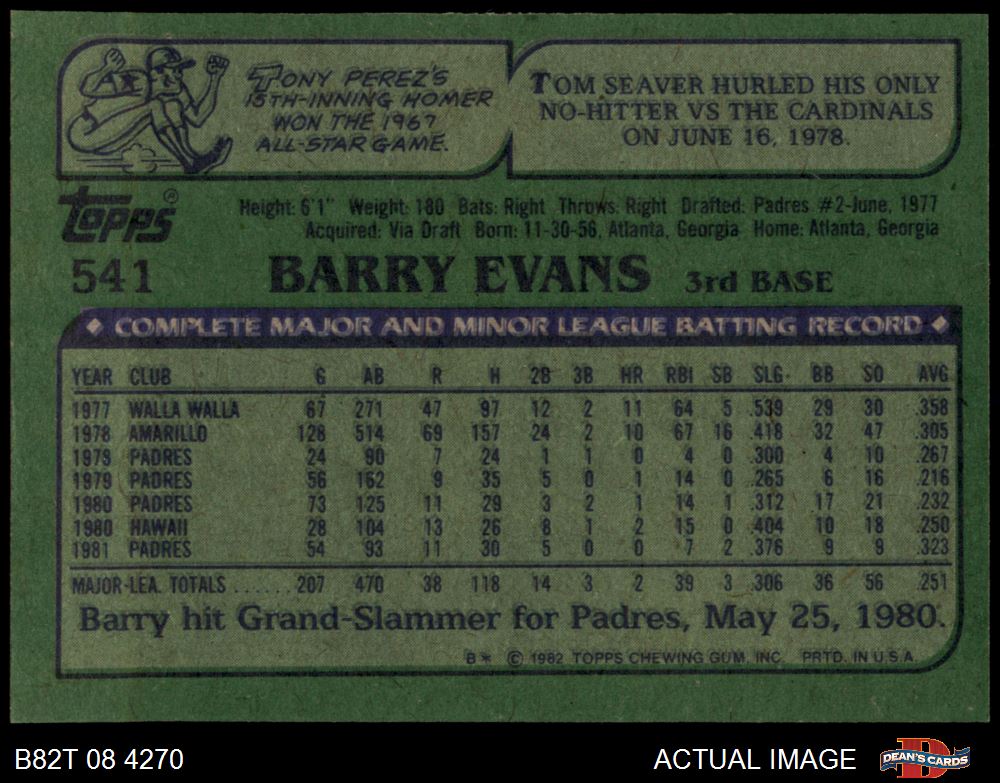 TONY PEREZ'S
15TH-INNING HOMER
WON THE 1967
ALL-STAR GAME.
TOM SEAVER HURLED HIS ONLY
NO-HITTER VS THE CARDINALS
ON JUNE 16, 1978.
TOPPS®
Height: 6'1" Weight: 180 Bats: Right Throws: Right Drafted: Padres #2-June, 1977
Acquired: Via Draft Born: 11-30-56, Atlanta, Georgia Home: Atlanta, Georgia
541 BARRY EVANS 3rd BASE
◆ COMPLETE MAJOR AND MINOR LEAGUE BATTING RECORD ◆
YEAR CLUB G AB R H 2B 3B HR RBI SB SLG. BB SO AVG
1977 WALLA WALLA 67 271 47 97 12 2 11 64 5 .539 29 30 .358
1978 AMARILLO 128 514 69 157 24 2 10 67 16 .418 32 47 .305
1978 PADRES 24 90 7 24 1 1 0 4 0 .300 4 10 .267
1979 PADRES 56 162 9 35 5 0 1 14 0 .265 6 16 .216
1980 PADRES 73 125 11 29 3 2 1 14 1 .312 17 21 .232
1980 HAWAII 28 104 13 26 8 1 2 15 0 .404 10 18 .250
1981 PADRES 54 93 11 30 5 0 0 7 2 .376 9 9 .323
MAJOR-LEA. TOTALS ...... 207 470 38 118 14 3 2 39 3 .306 36 56 .251
Barry hit Grand-Slammer for Padres, May 25, 1980.
B* © 1982 TOPPS CHEWING GUM, INC. PRTD. IN U.S.A.
B82T 08 4270 ACTUAL IMAGE DEAN'S CARDS